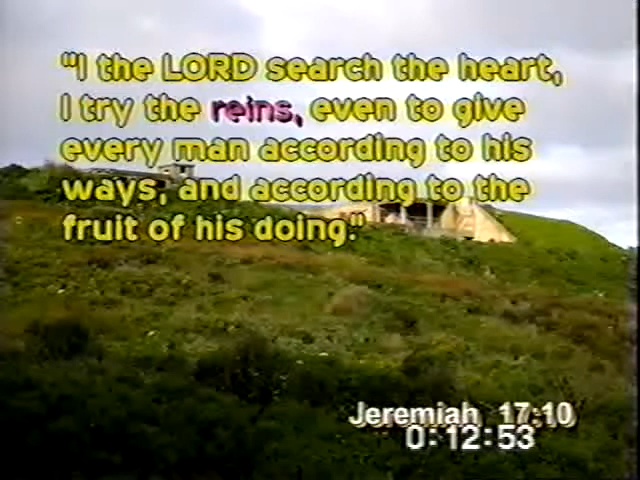 "I the LORD search the heart,
I try the reins, even to give
every man according to his
ways, and according to the
fruit of his doing."
Jeremiah 17:10
0:12:53